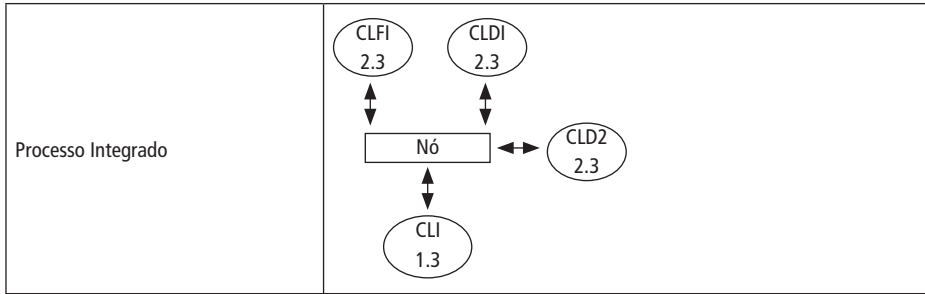 CLFI
2.3
CLDI
2.3
Processo Integrado
Nó
CLD2
2.3
CLI
1.3